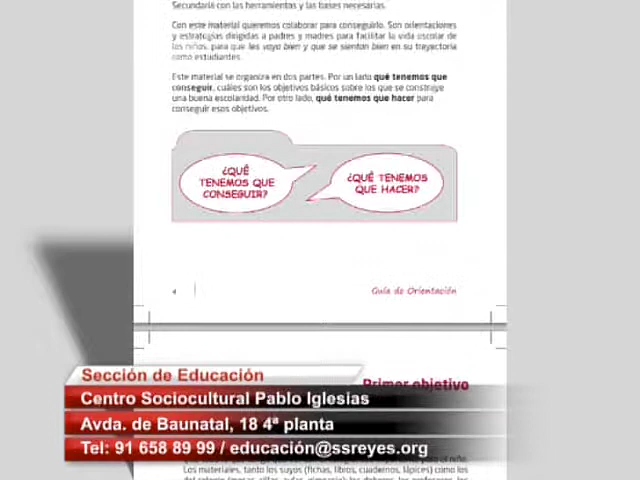 Secundaria con las herramientas y las bases necesarias.
Con este material queremos colaborar para conseguirlo. Son orientaciones
y estrategias dirigidas a padres y madres para facilitar la vida escolar de
los niños, para que les vaya bien y que se sientan bien en su trayectoria
como estudiantes.
Este material se organiza en dos partes. Por un lado qué tenemos que
conseguir, cuáles son los objetivos básicos sobre los que se construye
una buena escolaridad. Por otro lado, qué tenemos que hacer para
conseguir esos objetivos.
¿QUÉ
TENEMOS QUE
CONSEGUIR?
¿QUÉ TENEMOS
QUE HACER?
4
Guía de Orientación
Primer objetivo
Sección de Educación
Centro Sociocultural Pablo Iglesias
Avda. de Baunatal, 18 4ª planta
Tel: 91 658 89 99 / educación@ssreyes.org
Los materiales, tanto los suyos (fichas, libros, cuadernos, lápices) como los